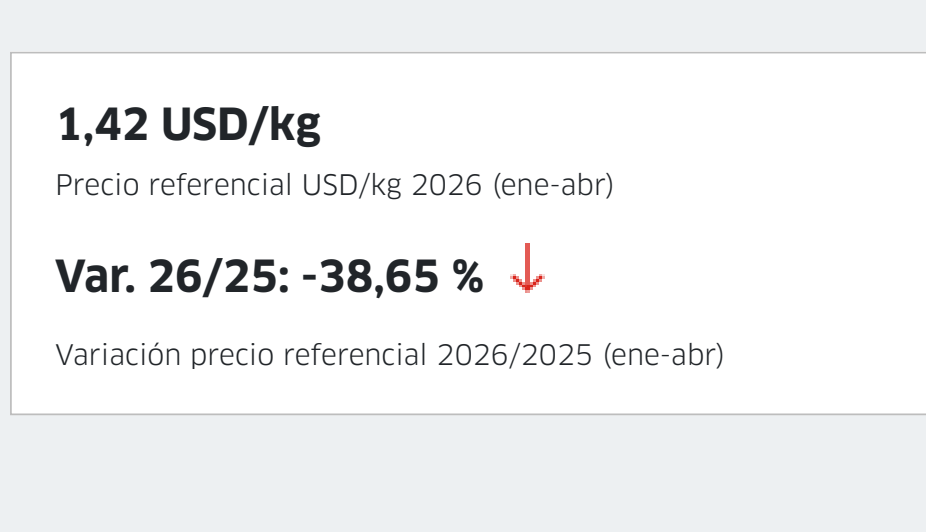 1,42 USD/kg
Precio referencial USD/kg 2026 (ene-abr)
Var. 26/25: -38,65 %
Variación precio referencial 2026/2025 (ene-abr)